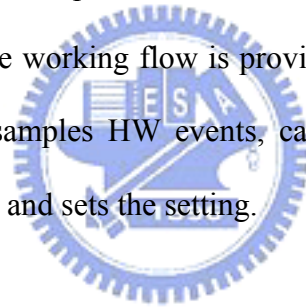 e working flow is provi
samples HW events, ca
and sets the setting.
E S